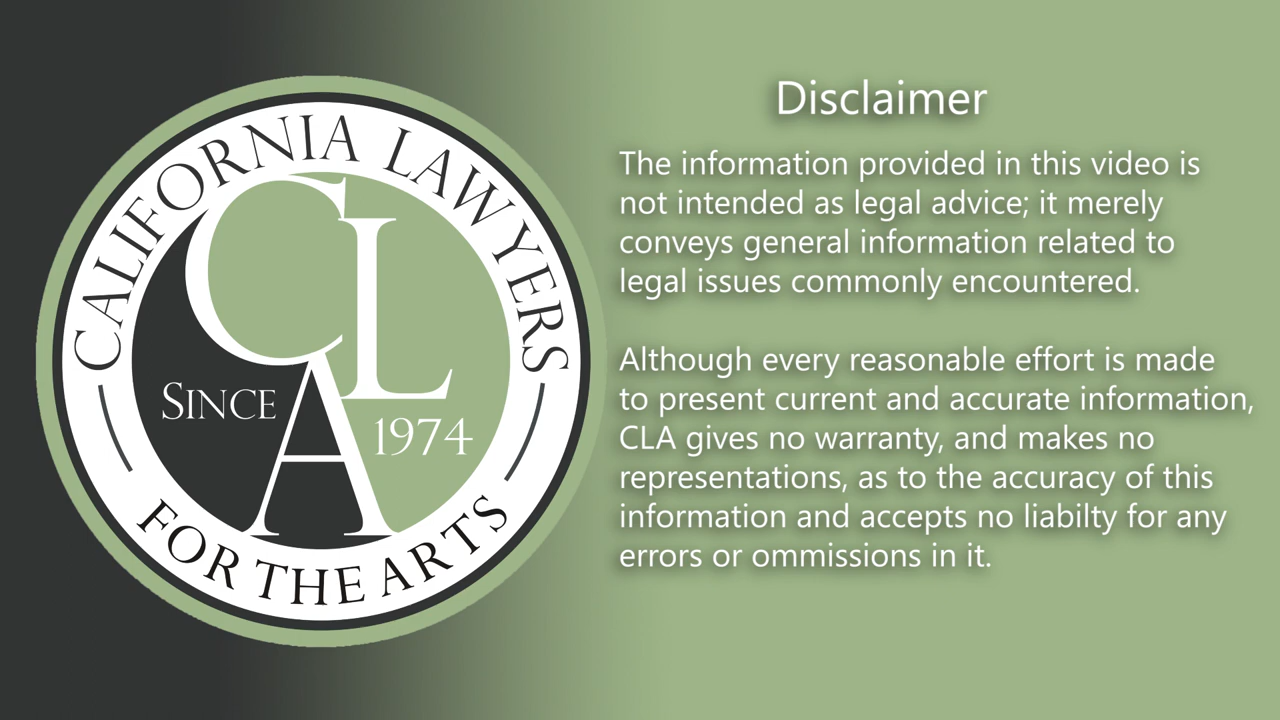 CALIFORNIA LAWYERS
CLA
SINCE
1974
FOR THE ARTS
Disclaimer
The information provided in this video is
not intended as legal advice; it merely
conveys general information related to
legal issues commonly encountered.
Although every reasonable effort is made
to present current and accurate information,
CLA gives no warranty, and makes no
representations, as to the accuracy of this
information and accepts no liabilty for any
errors or ommissions in it.